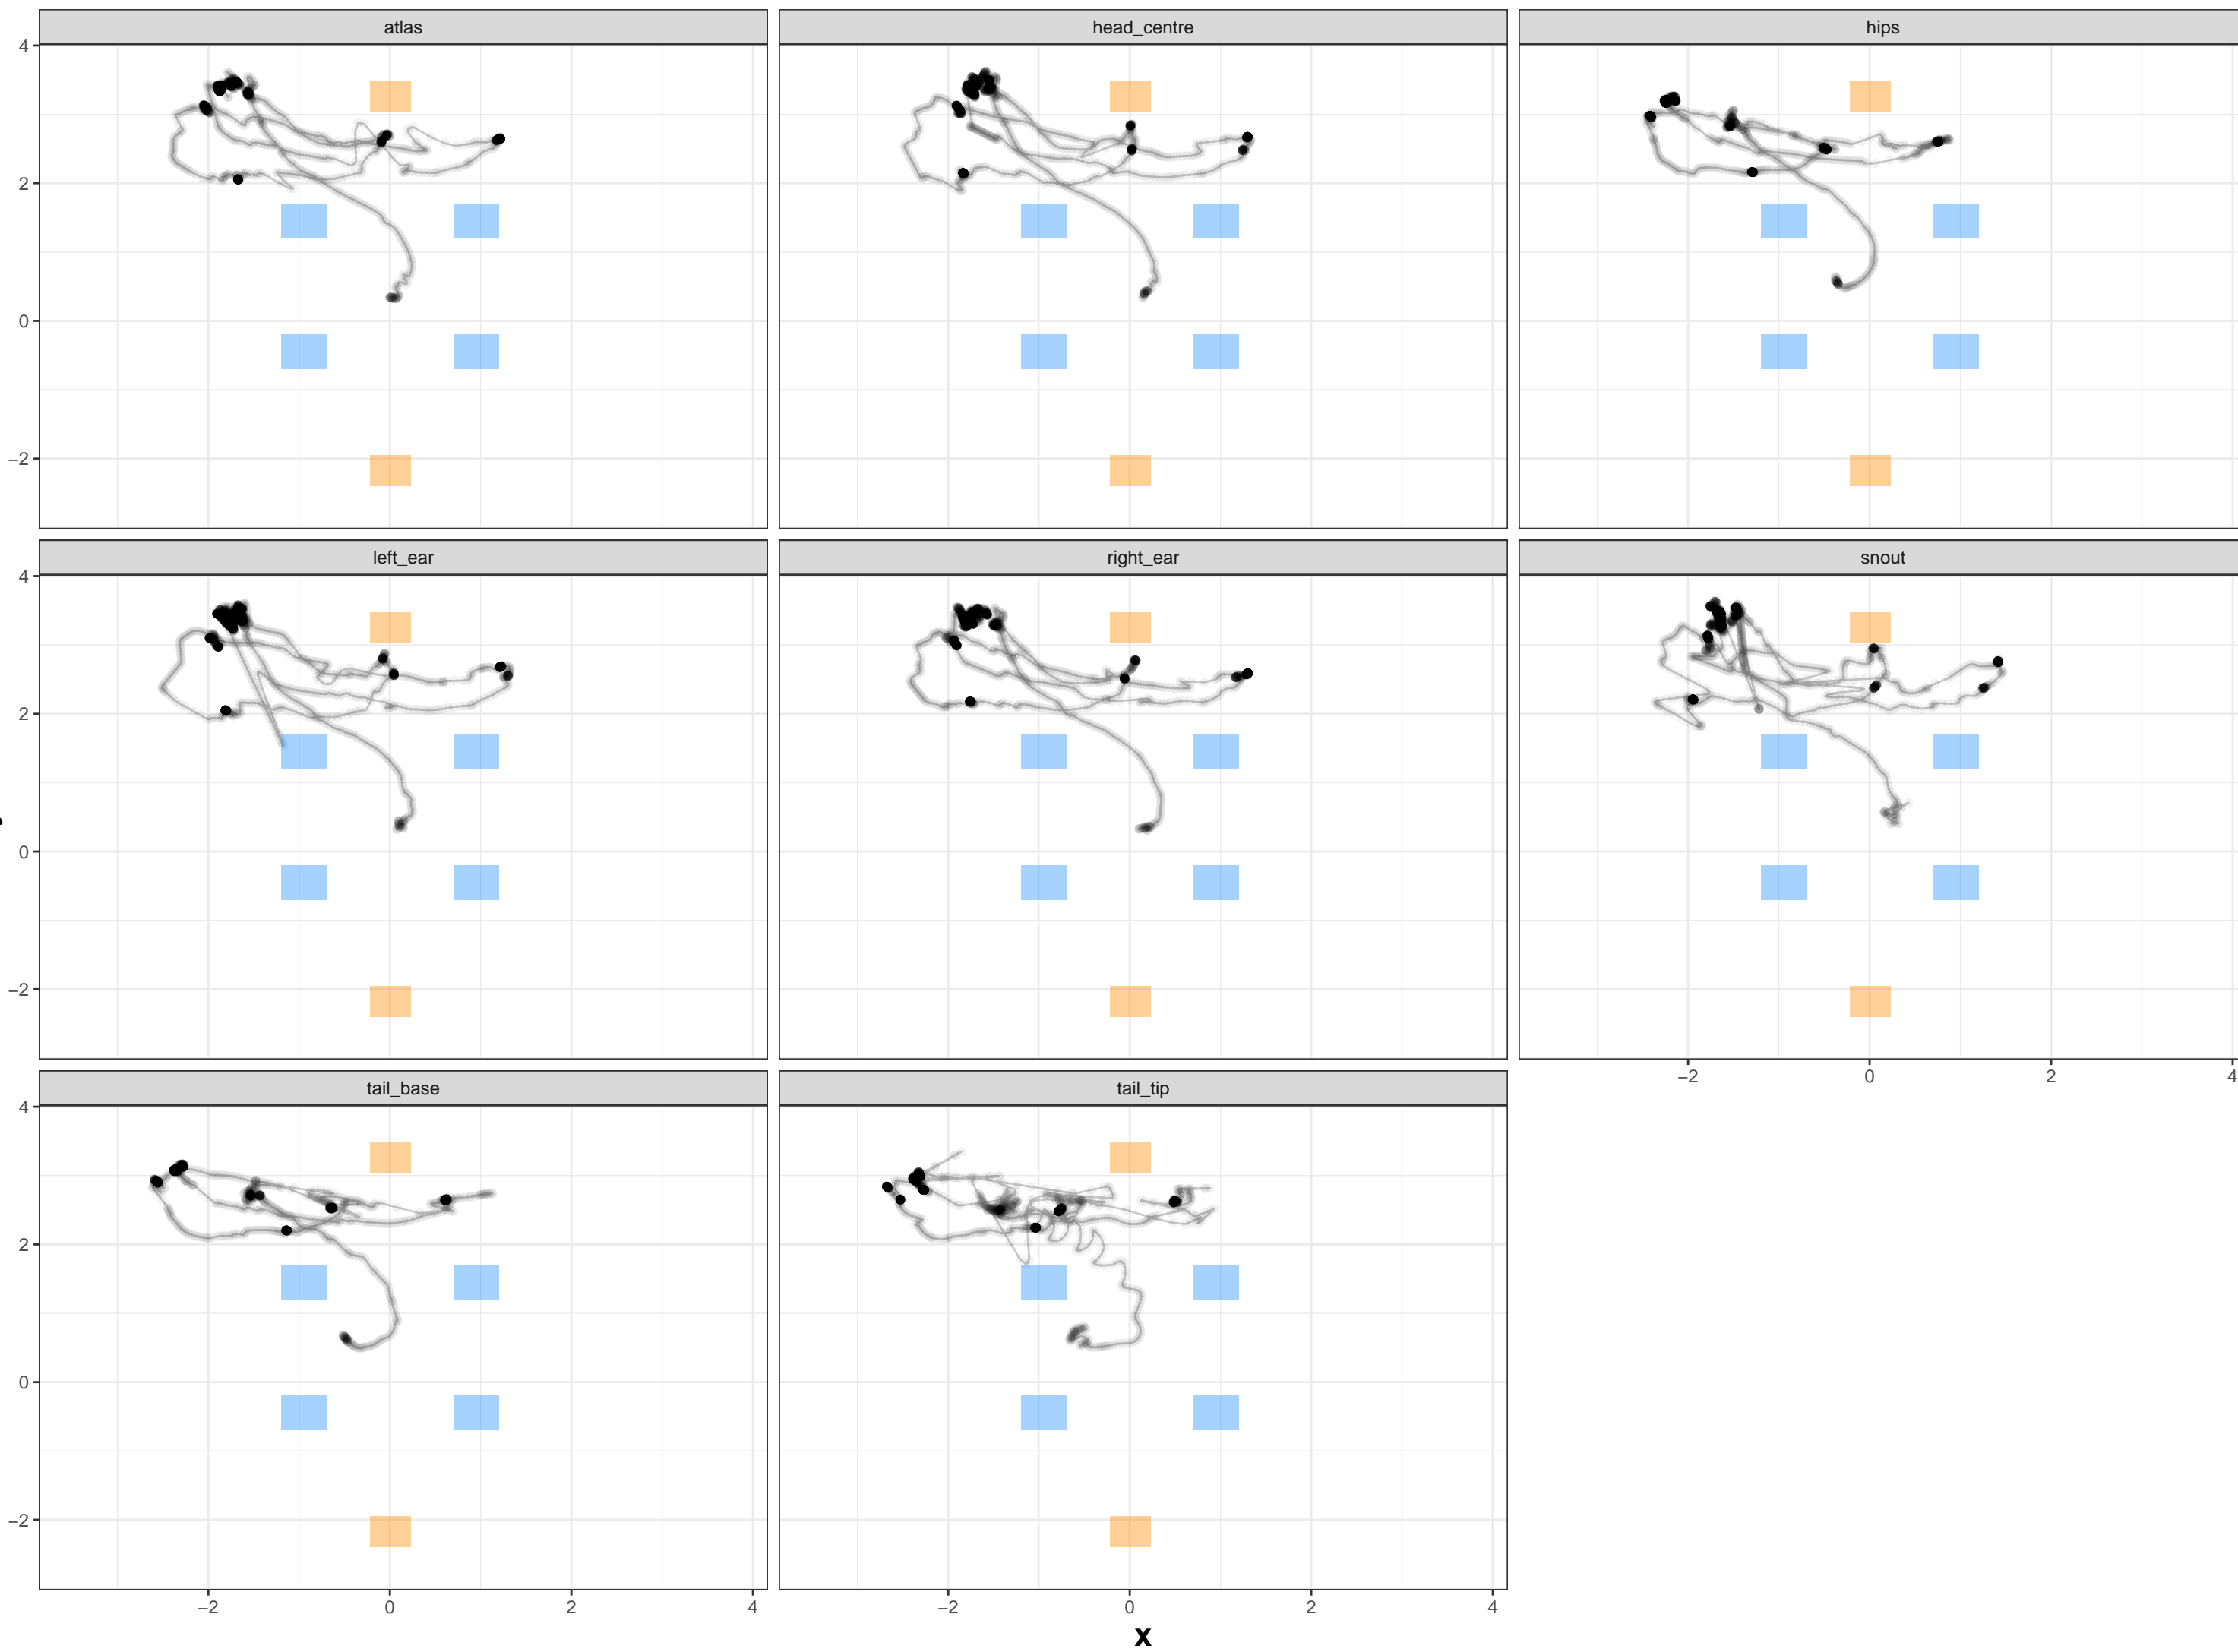 atlas head_centre hips
4
2
0
−2
left_ear right_ear snout
4
2
0
−2
−2 0 2 4
tail_base tail_tip
4
2
0
−2
−2 0 2 4 −2 0 2 4
x